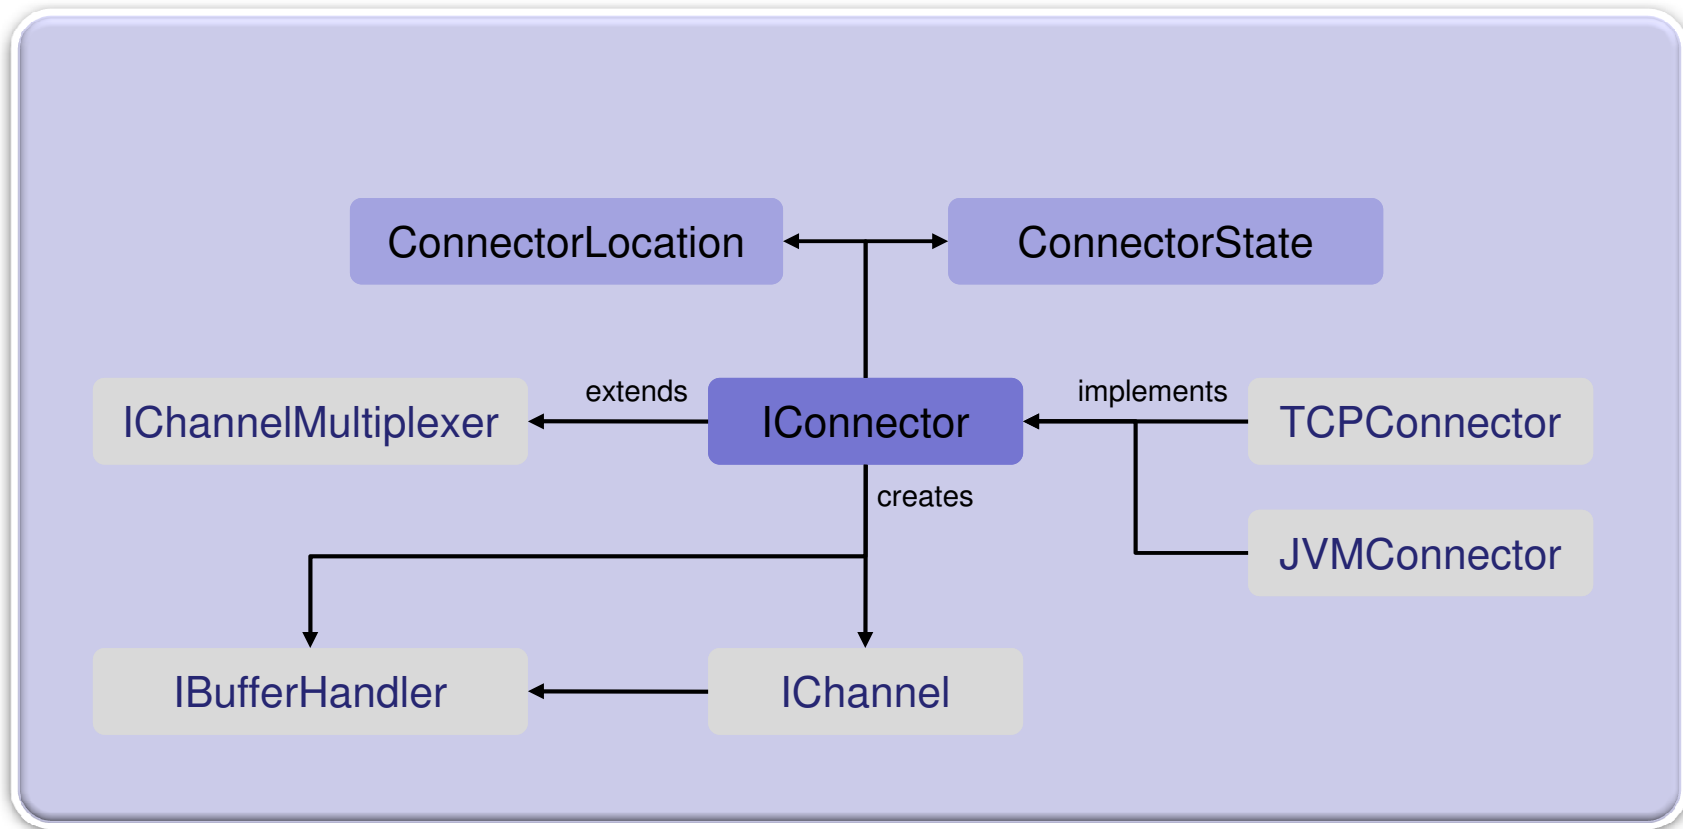 ConnectorLocation
ConnectorState
IChannelMultiplexer
extends
IConnector
implements
TCPConnector
creates
JVMConnector
IBufferHandler
IChannel